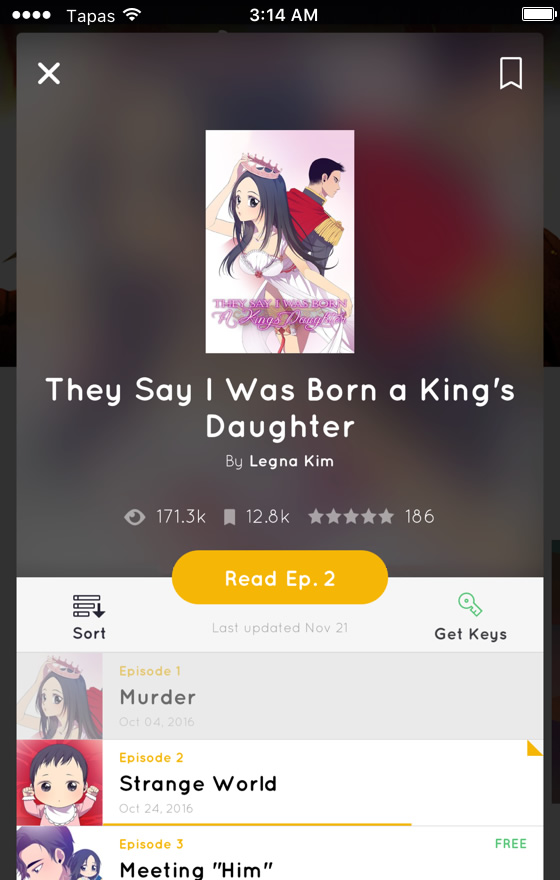 Tapas
3:14 AM
THEY SAY I WAS BORN
A King's Daughter
They Say I Was Born a King's
Daughter
By Legna Kim
171.3k
12.8k
186
Read Ep. 2
Sort
Last updated Nov 21
Get Keys
Episode 1
Murder
Oct 04, 2016
Episode 2
Strange World
Oct 24, 2016
Episode 3
FREE
Meeting "Him"